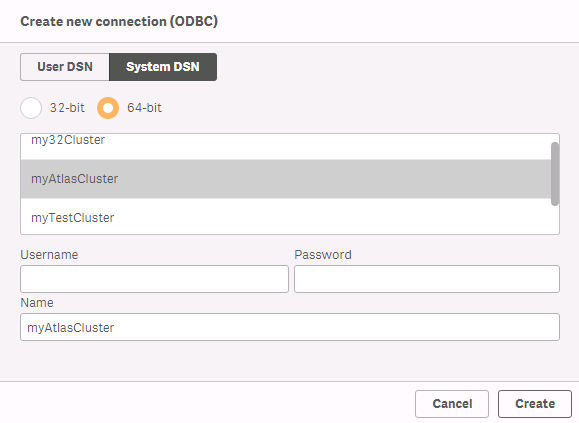 Create new connection (ODBC)
User DSN System DSN
32-bit 64-bit
my32Cluster
myAtlasCluster
myTestCluster
Username Password
Name
myAtlasCluster
Cancel Create